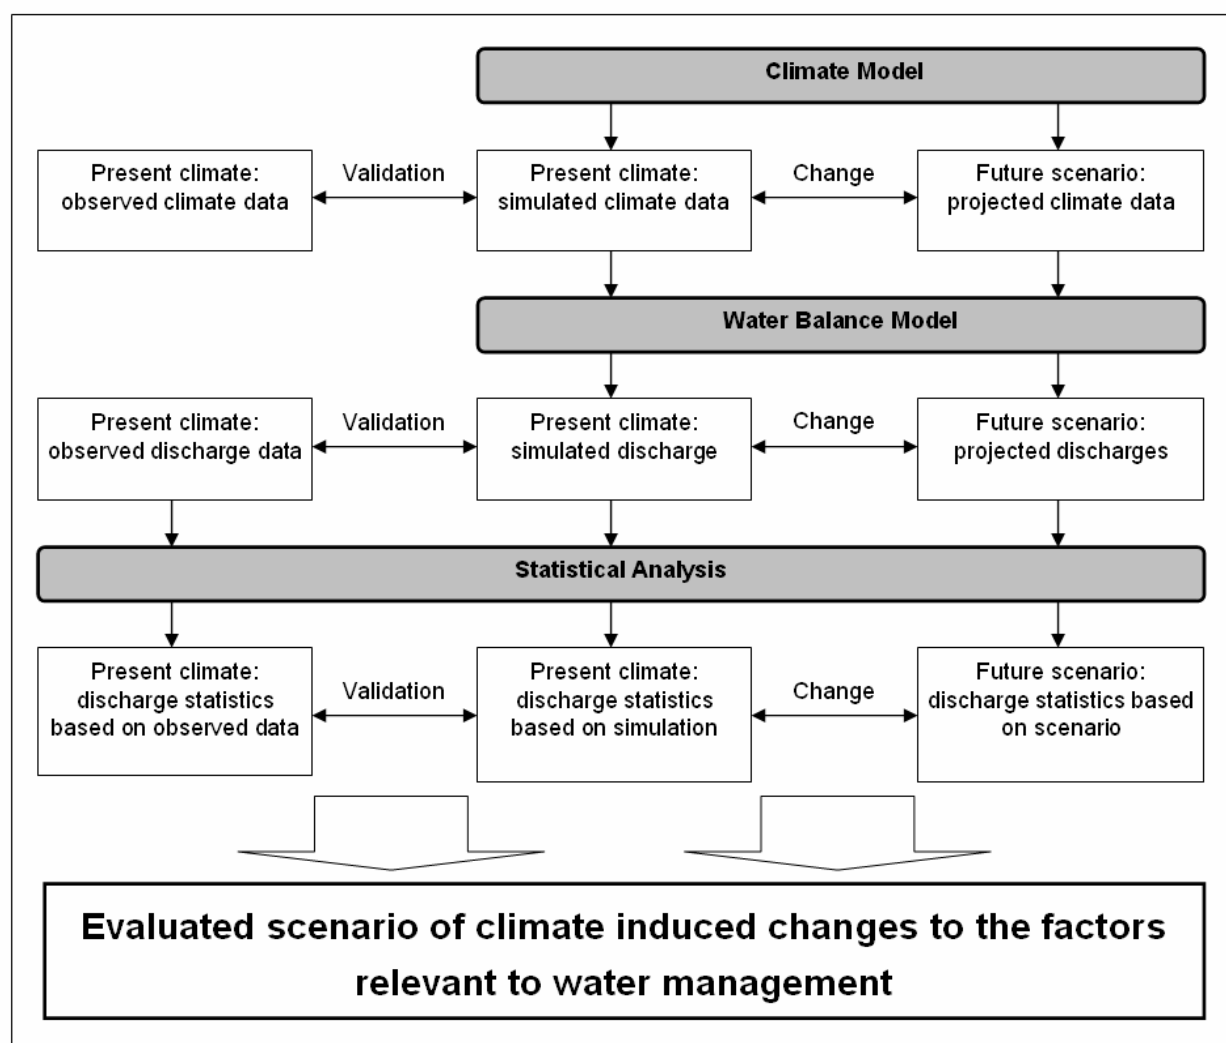 Climate Model
Present climate:
observed climate data
Validation
Present climate:
simulated climate data
Change
Future scenario:
projected climate data
Water Balance Model
Present climate:
observed discharge data
Validation
Present climate:
simulated discharge
Change
Future scenario:
projected discharges
Statistical Analysis
Present climate:
discharge statistics
based on observed data
Validation
Present climate:
discharge statistics
based on simulation
Change
Future scenario:
discharge statistics based
on scenario
Evaluated scenario of climate induced changes to the factors
relevant to water management